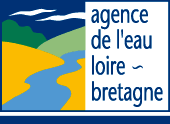 agence
de l'eau
loire ~
bretagne